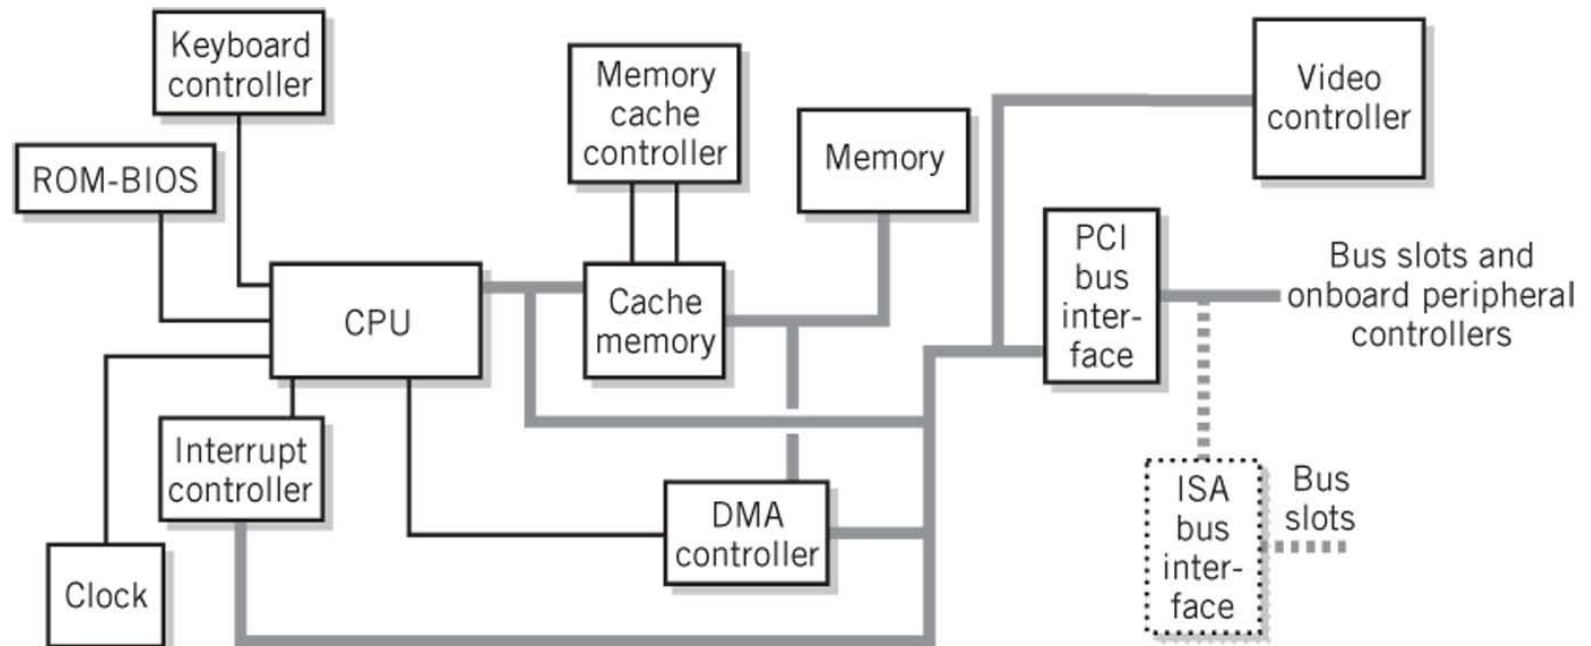 Keyboard
controller
ROM-BIOS
Memory
cache
controller
Memory
Video
controller
CPU
Cache
memory
PCI
bus
inter-
face
Bus slots and
onboard peripheral
controllers
Interrupt
controller
DMA
controller
Clock
ISA
bus
inter-
face
Bus
slots